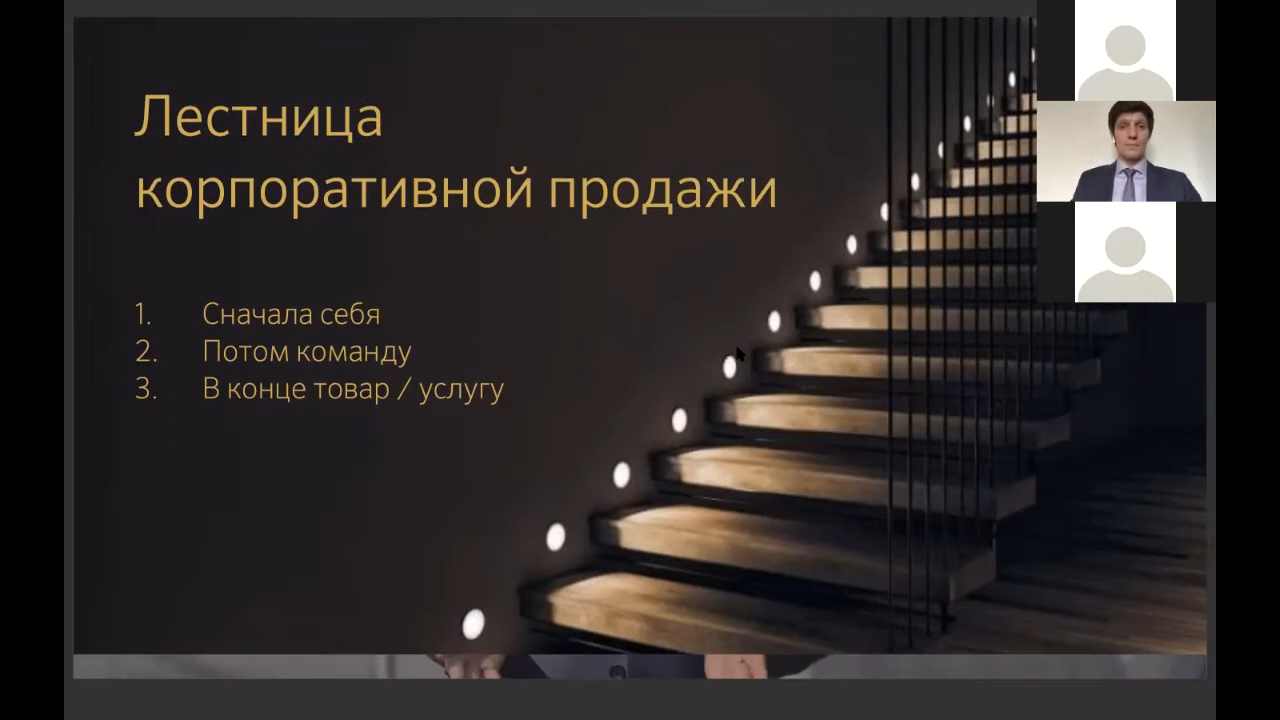 Лестница
корпоративной продажи
1. Сначала себя
2. Потом команду
3. В конце товар / услугу